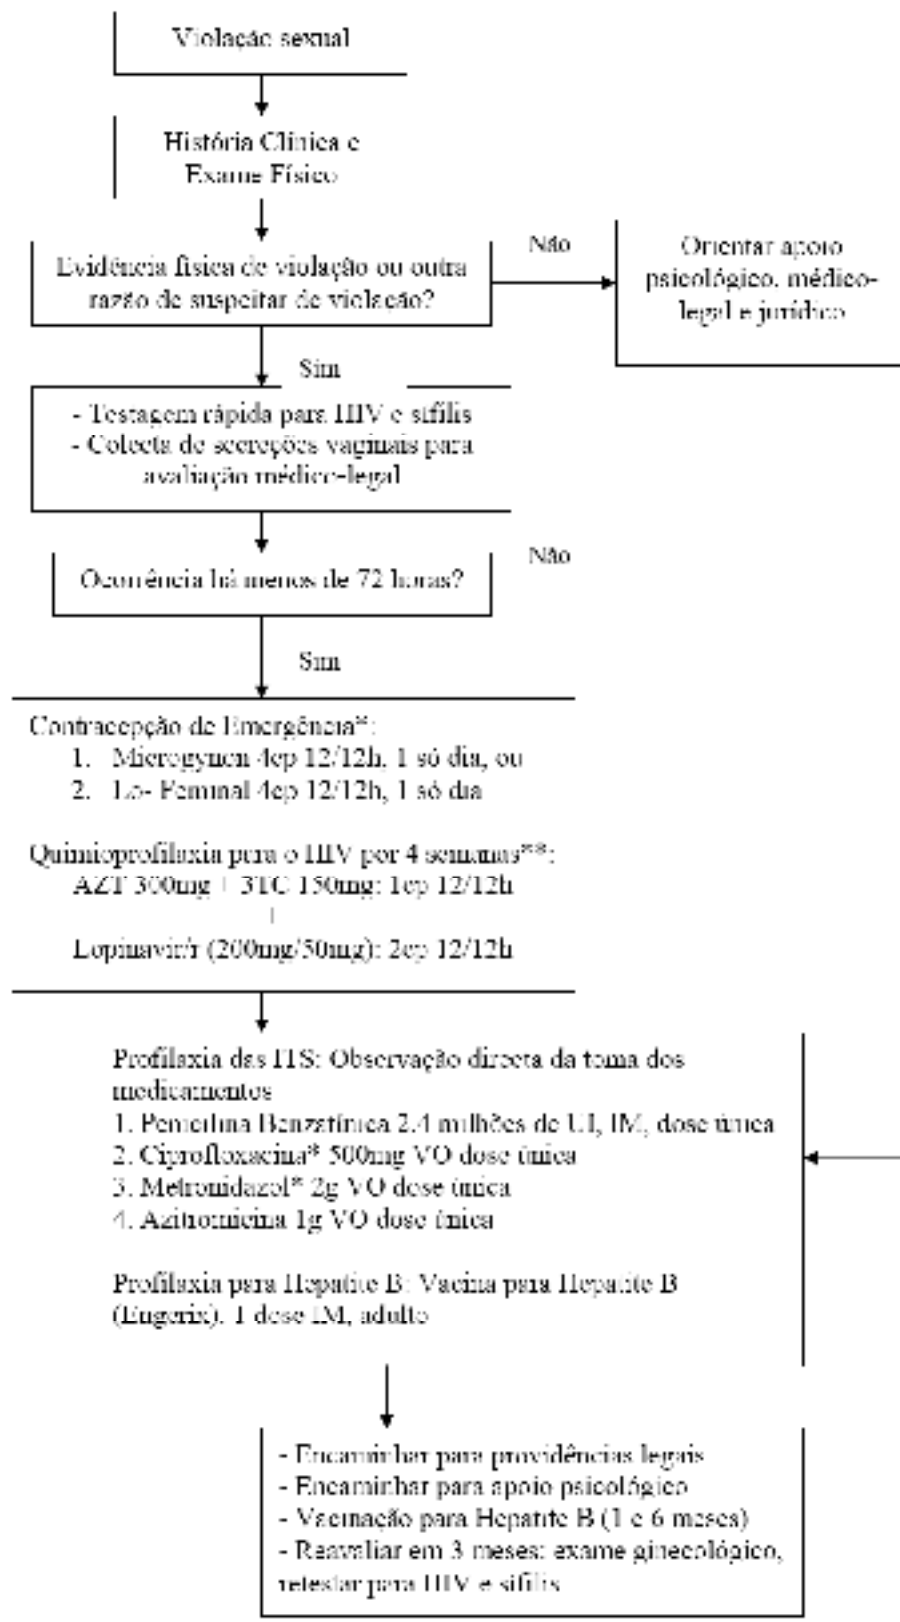 Violação sexual
História Clínica e
Exame Físico
Evidência física de violação ou outra
razão de suspeitar de violação?
Não
Orientar apoio
psicológico, médico-
legal e jurídico
Sim
- Testagem rápida para HIV e sífilis
- Colecta de secreções vaginais para
avaliação médico-legal
Ocorrência há menos de 72 horas?
Não
Sim
Contracepção de Emergência*:
1. Microgynon 4cp 12/12h, 1 só dia, ou
2. Lo- Feminal 4cp 12/12h, 1 só dia
Quimioprofilaxia para o HIV por 4 semanas**:
AZT 300mg + 3TC 150mg: 1cp 12/12h
+
Lopinavir/r (200mg/50mg): 2cp 12/12h
Profilaxia das ITS: Observação directa da toma dos
medicamentos
1. Penicilina Benzatínica 2.4 milhões de UI, IM, dose única
2. Ciprofloxacina* 500mg VO dose única
3. Metronidazol* 2g VO dose única
4. Azitromicina 1g VO dose única
Profilaxia para Hepatite B: Vacina para Hepatite B
(Engerix), 1 dose IM, adulto
- Encaminhar para providências legais
- Encaminhar para apoio psicológico
- Vacinação para Hepatite B (1 e 6 meses)
- Reavaliar em 3 meses: exame ginecológico,
retestar para HIV e sífilis